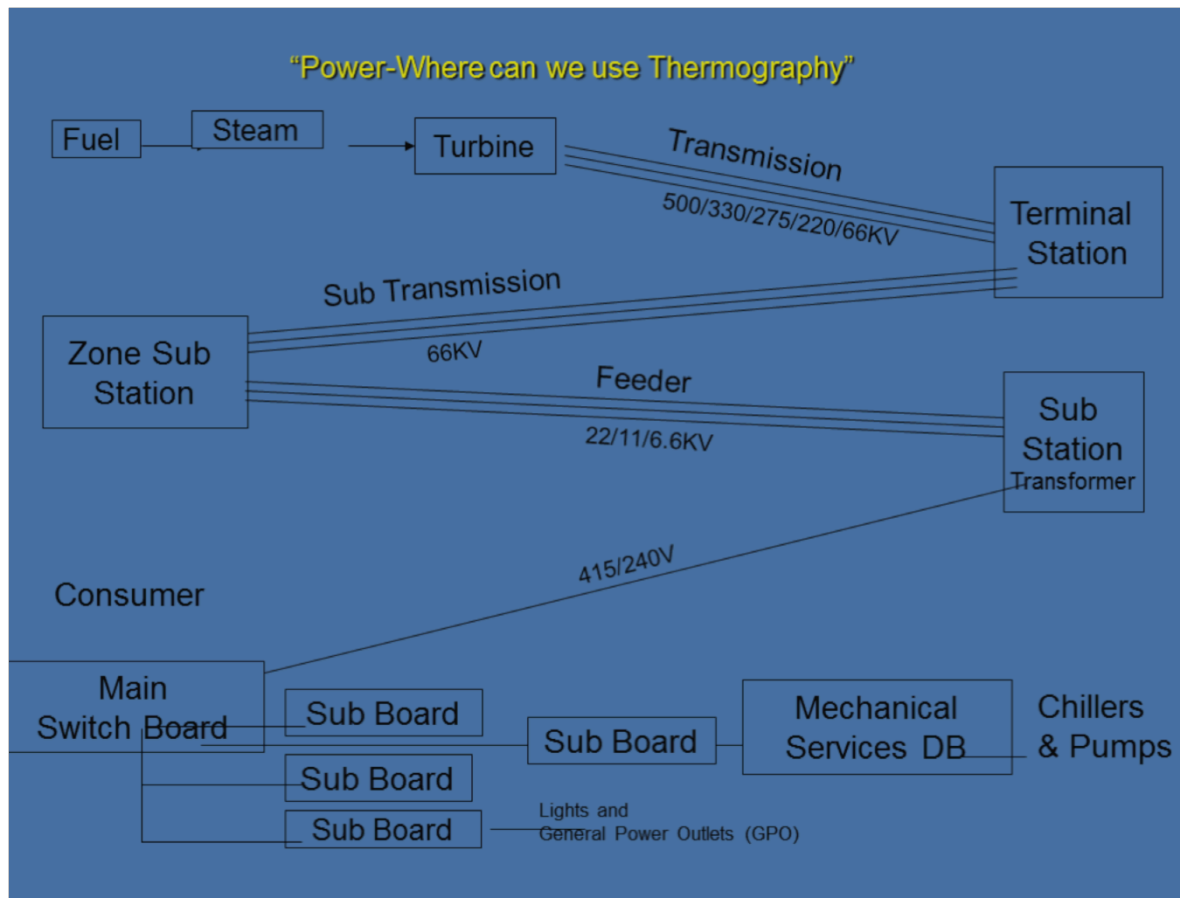 “Power-Where can we use Thermography”
Fuel
Steam
Turbine
Transmission
500/330/275/220/66KV
Terminal
Station
Sub Transmission
66KV
Zone Sub
Station
Feeder
22/11/6.6KV
Sub
Station
Transformer
415/240V
Consumer
Main
Switch Board
Sub Board
Sub Board
Mechanical
Services DB
Chillers
& Pumps
Sub Board
Sub Board
Lights and
General Power Outlets (GPO)